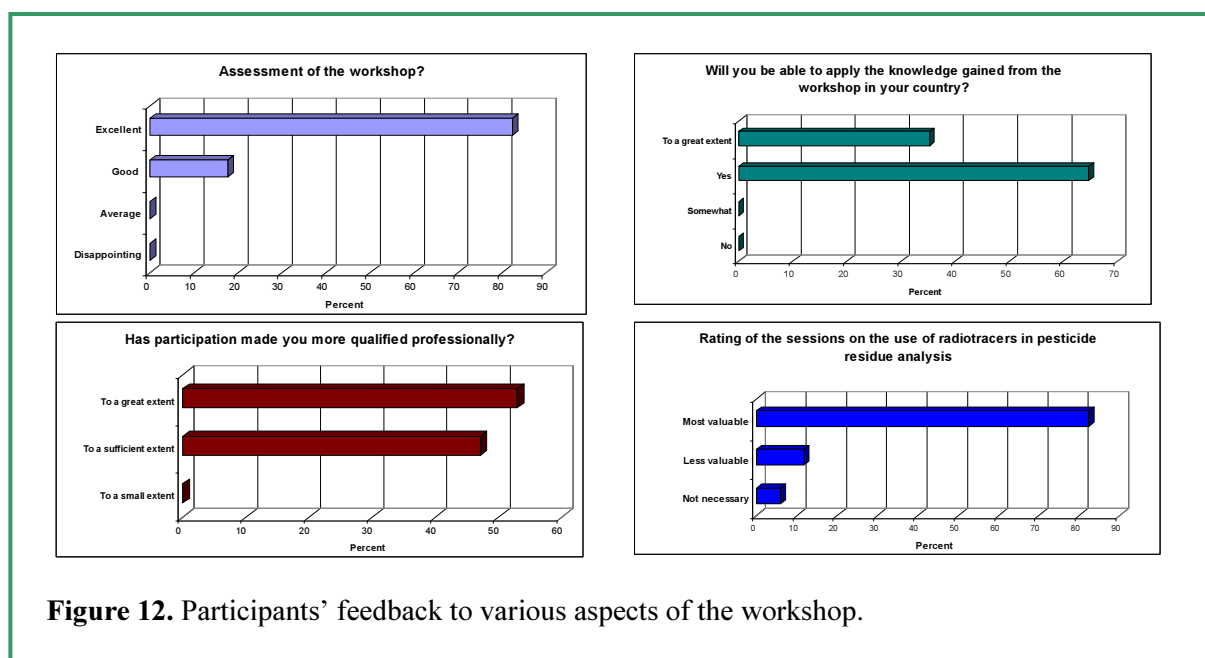 Assessment of the workshop?
Excellent
Good
Average
Disappointing
0 10 20 30 40 50 60 70 80 90
Percent
Will you be able to apply the knowledge gained from the
workshop in your country?
To a great extent
Yes
Somewhat
No
0 10 20 30 40 50 60 70
Percent
Has participation made you more qualified professionally?
To a great extent
To a sufficient extent
To a small extent
0 10 20 30 40 50 60
Percent
Rating of the sessions on the use of radiotracers in pesticide
residue analysis
Most valuable
Less valuable
Not necessary
0 10 20 30 40 50 60 70 80 90
Percent
Figure 12. Participants’ feedback to various aspects of the workshop.